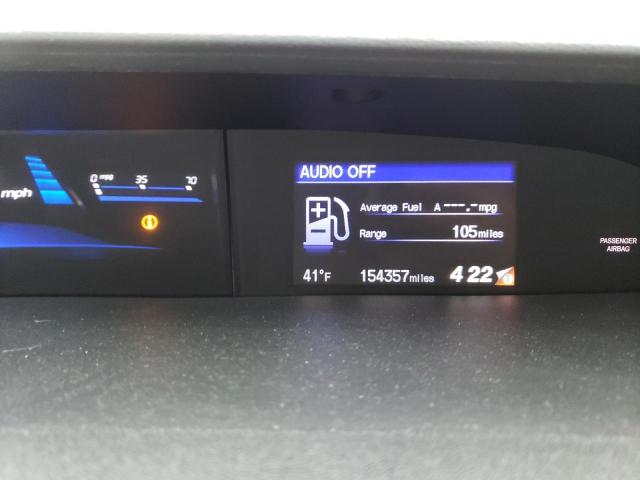 mph
0 mpg 35 70
AUDIO OFF
Average Fuel A ---.- mpg
Range 105 miles
41°F 154357 miles 4 22
PASSENGER
AIRBAG